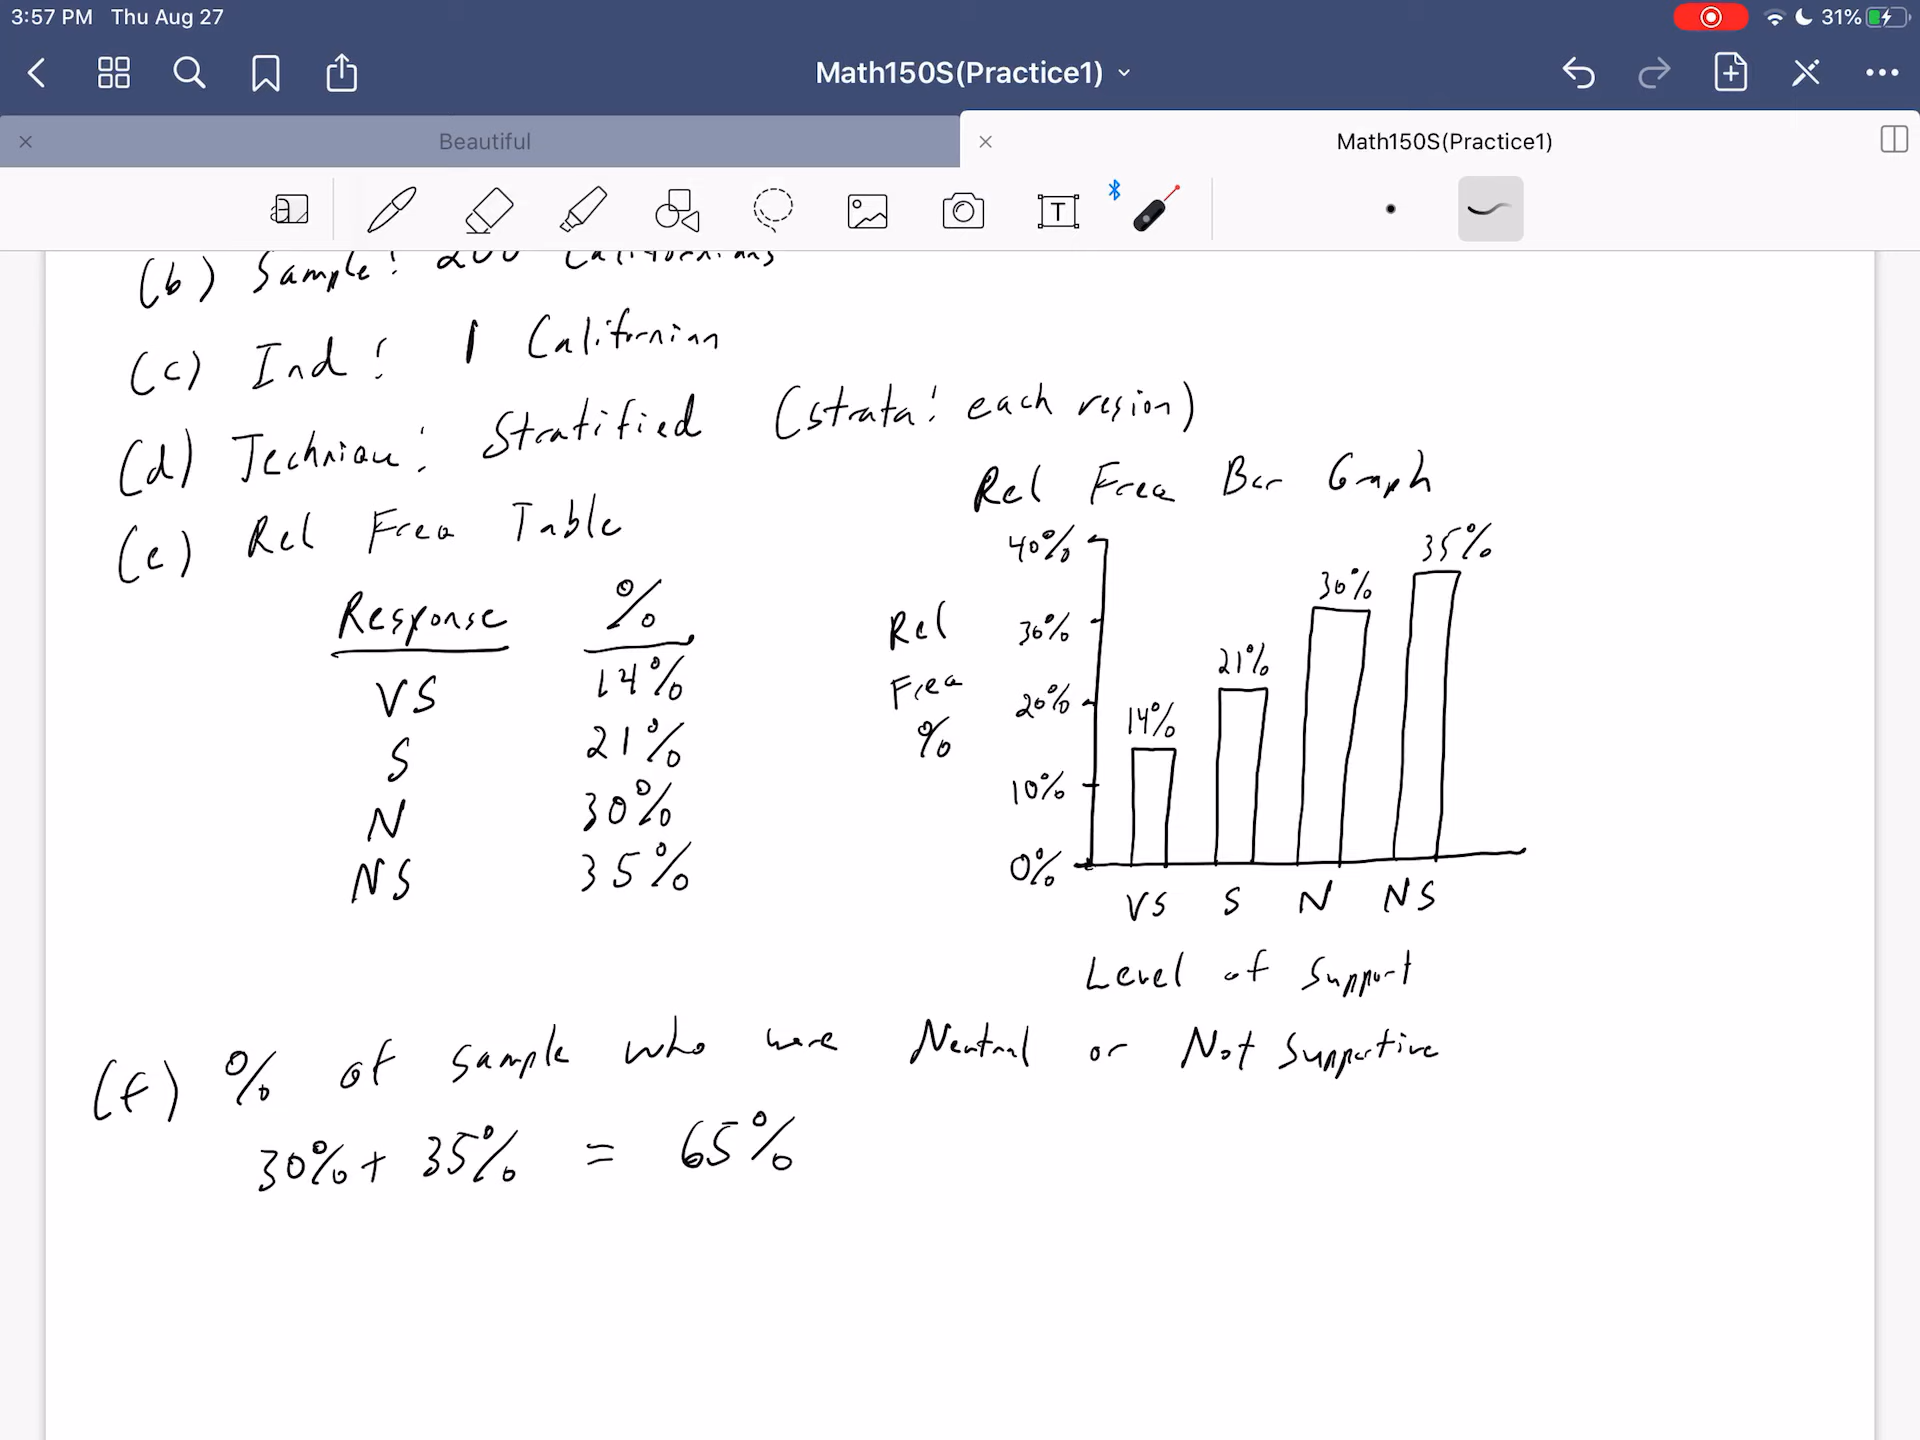 3:57 PM Thu Aug 27
31%
Math150S(Practice1)
Beautiful
Math150S(Practice1)
(b) Sample: 200 Californians
(c) Ind: 1 Californian
(d) Technique: Stratified (strata: each region)
(e) Rel Freq Table
Response %
VS 14%
S 21%
N 30%
NS 35%
Rel Freq Bar Graph
Rel
Freq
%
40%
30%
20%
10%
0%
14%
21%
30%
35%
VS S N NS
Level of Support
(f) % of sample who were Neutral or Not Supportive
30% + 35% = 65%